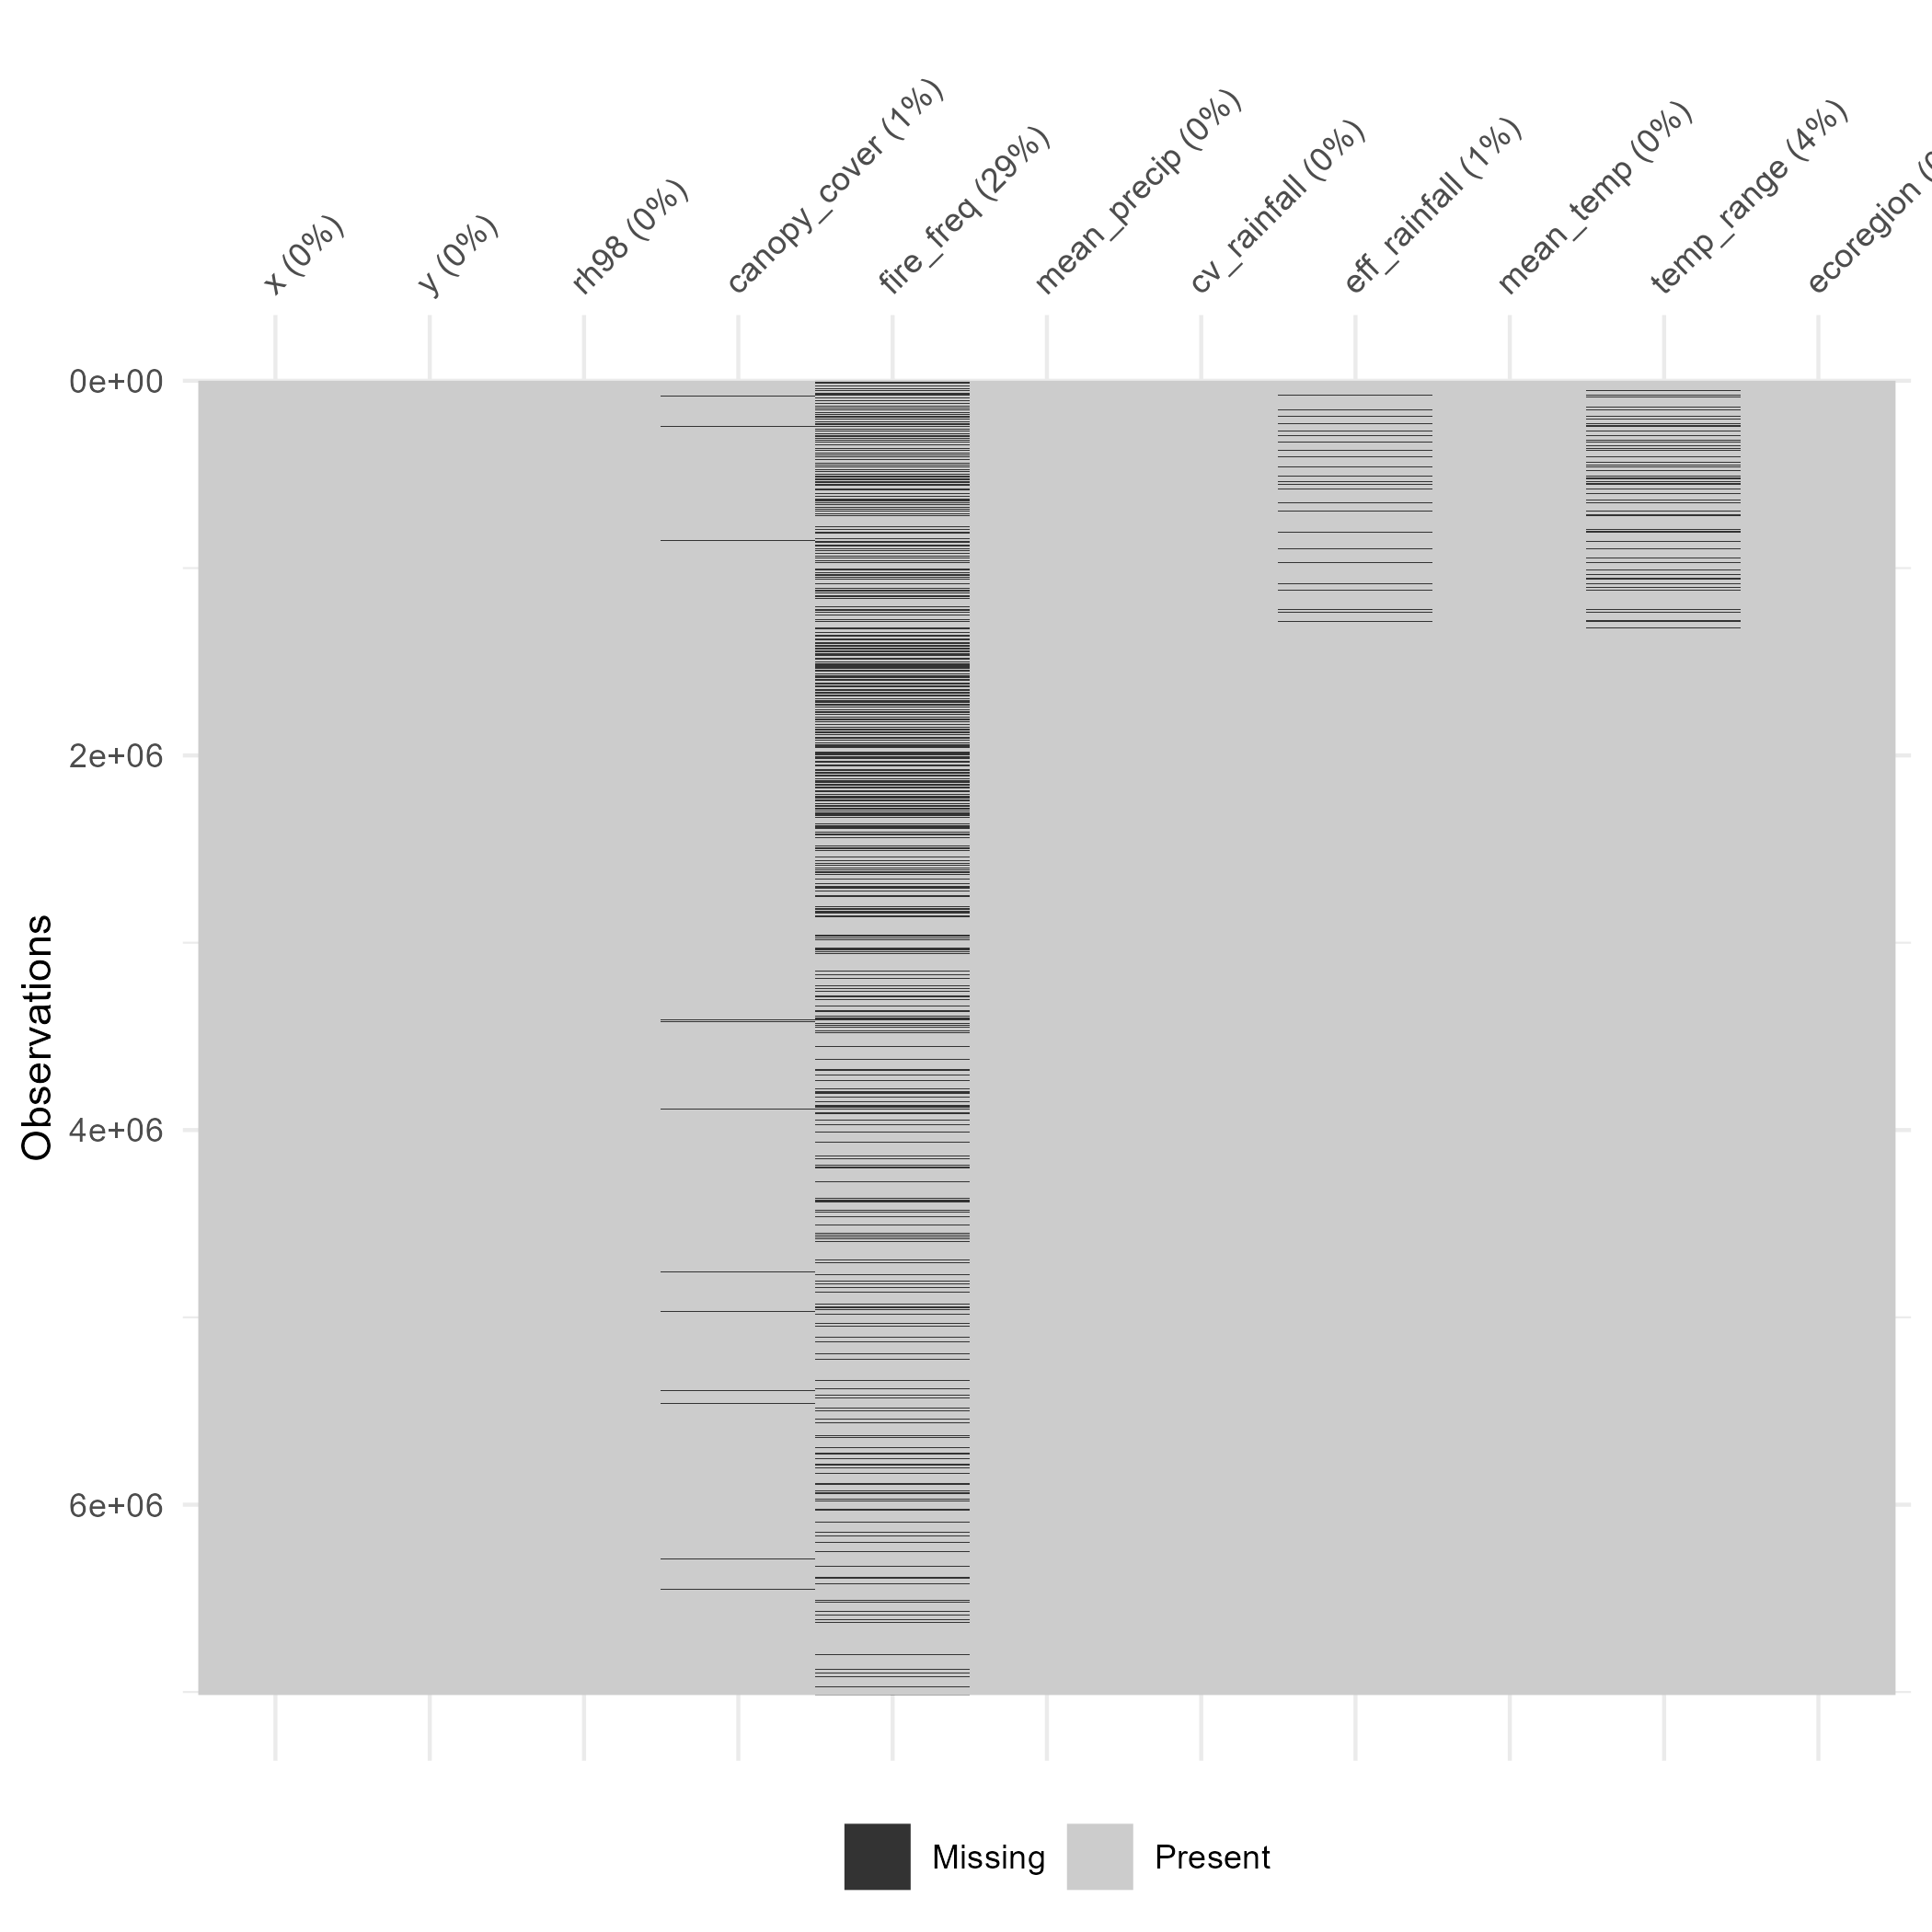 x (0%)
y (0%)
rh98 (0%)
canopy_cover (1%)
fire_freq (29%)
mean_precip (0%)
cv_rainfall (0%)
eff_rainfall (1%)
mean_temp (0%)
temp_range (4%)
ecoregion
0e+00
2e+06
4e+06
6e+06
Observations
Missing
Present